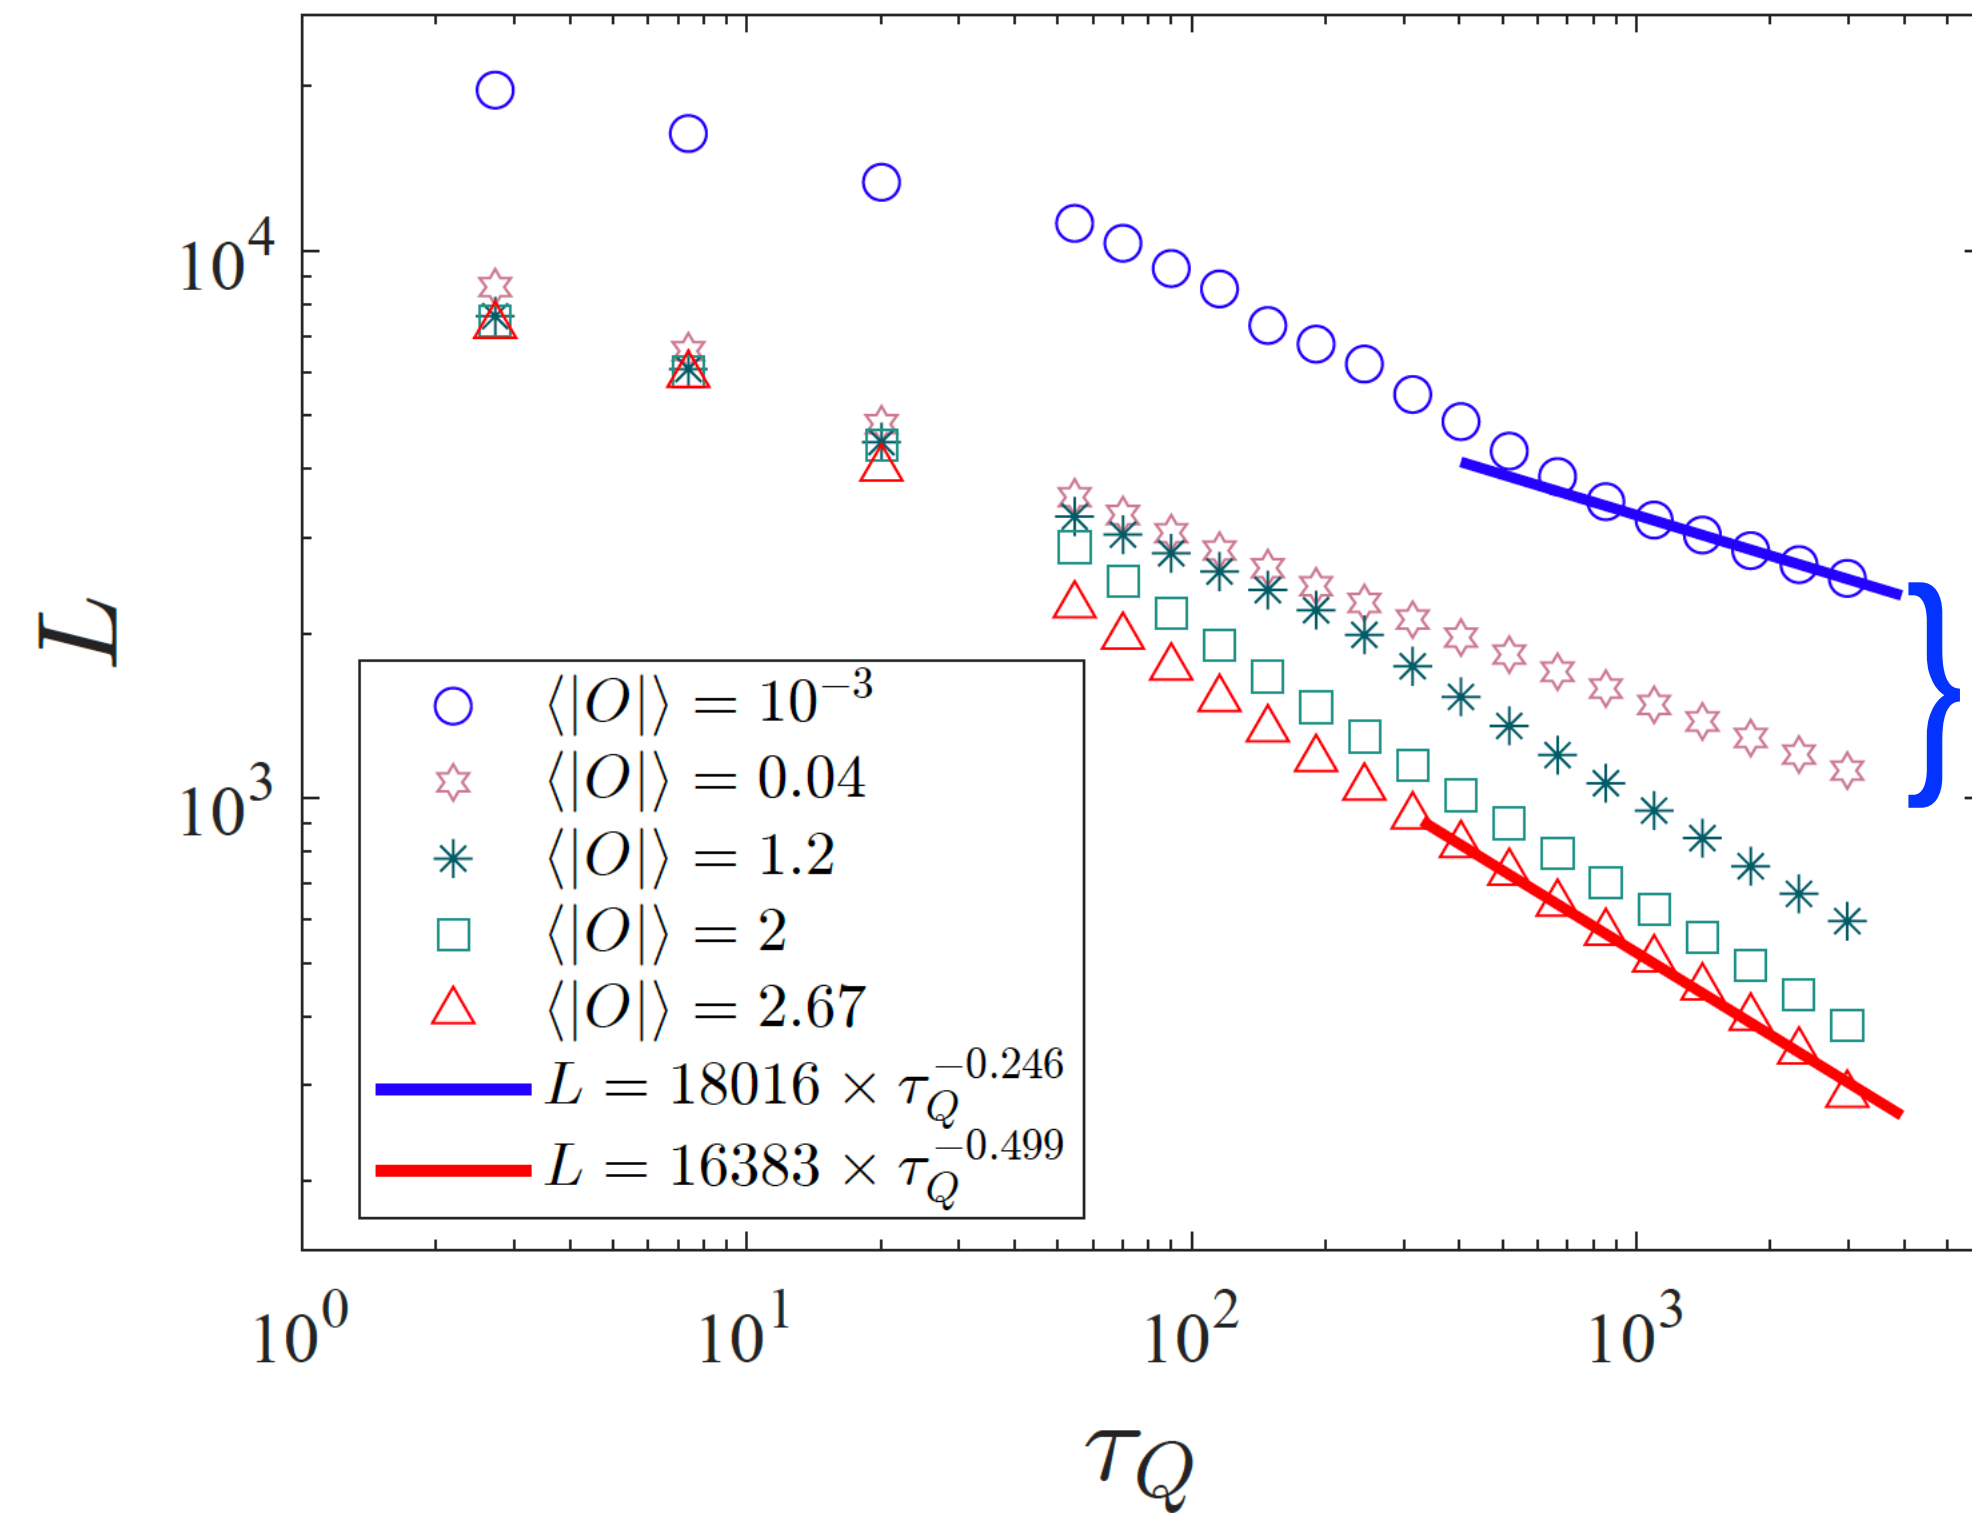 10^4
10^3
L
⟨|O|⟩ = 10^{-3}
⟨|O|⟩ = 0.04
⟨|O|⟩ = 1.2
⟨|O|⟩ = 2
⟨|O|⟩ = 2.67
L = 18016 × τ_Q^{-0.246}
L = 16383 × τ_Q^{-0.499}
10^0 10^1 10^2 10^3
τ_Q
}